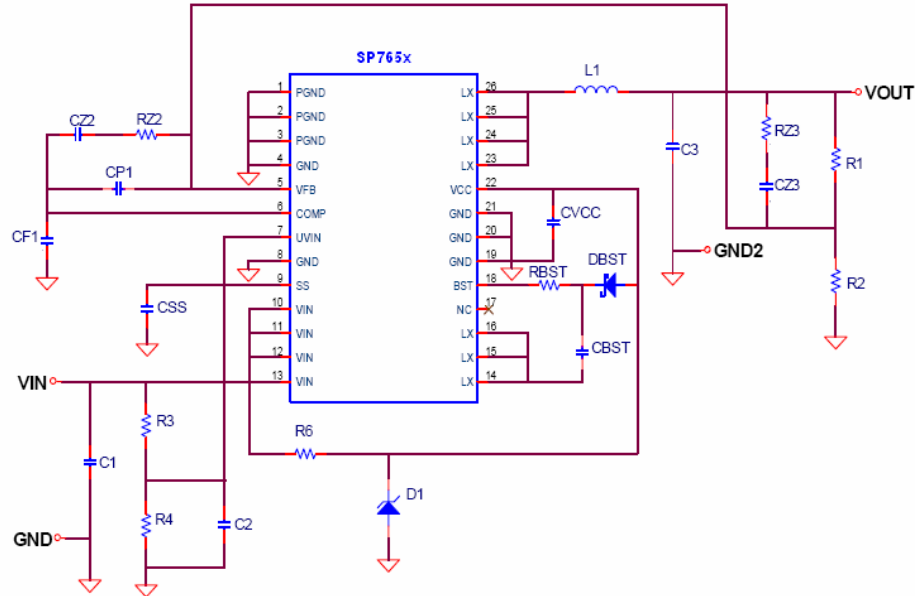 SP765x
1 PGND LX 26
2 PGND LX 25
3 PGND LX 24
4 GND LX 23
5 VFB VCC 22
6 COMP GND 21
7 UVIN GND 20
8 GND GND 19
9 SS BST 18
10 VIN NC 17
11 VIN LX 16
12 VIN LX 15
13 VIN LX 14
L1
VOUT
CZ2 RZ2
RZ3
C3
R1
CP1
CZ3
CVCC
CF1
GND2
DBST
RBST
R2
CSS
CBST
VIN
R3
R6
C1
D1
R4
C2
GND